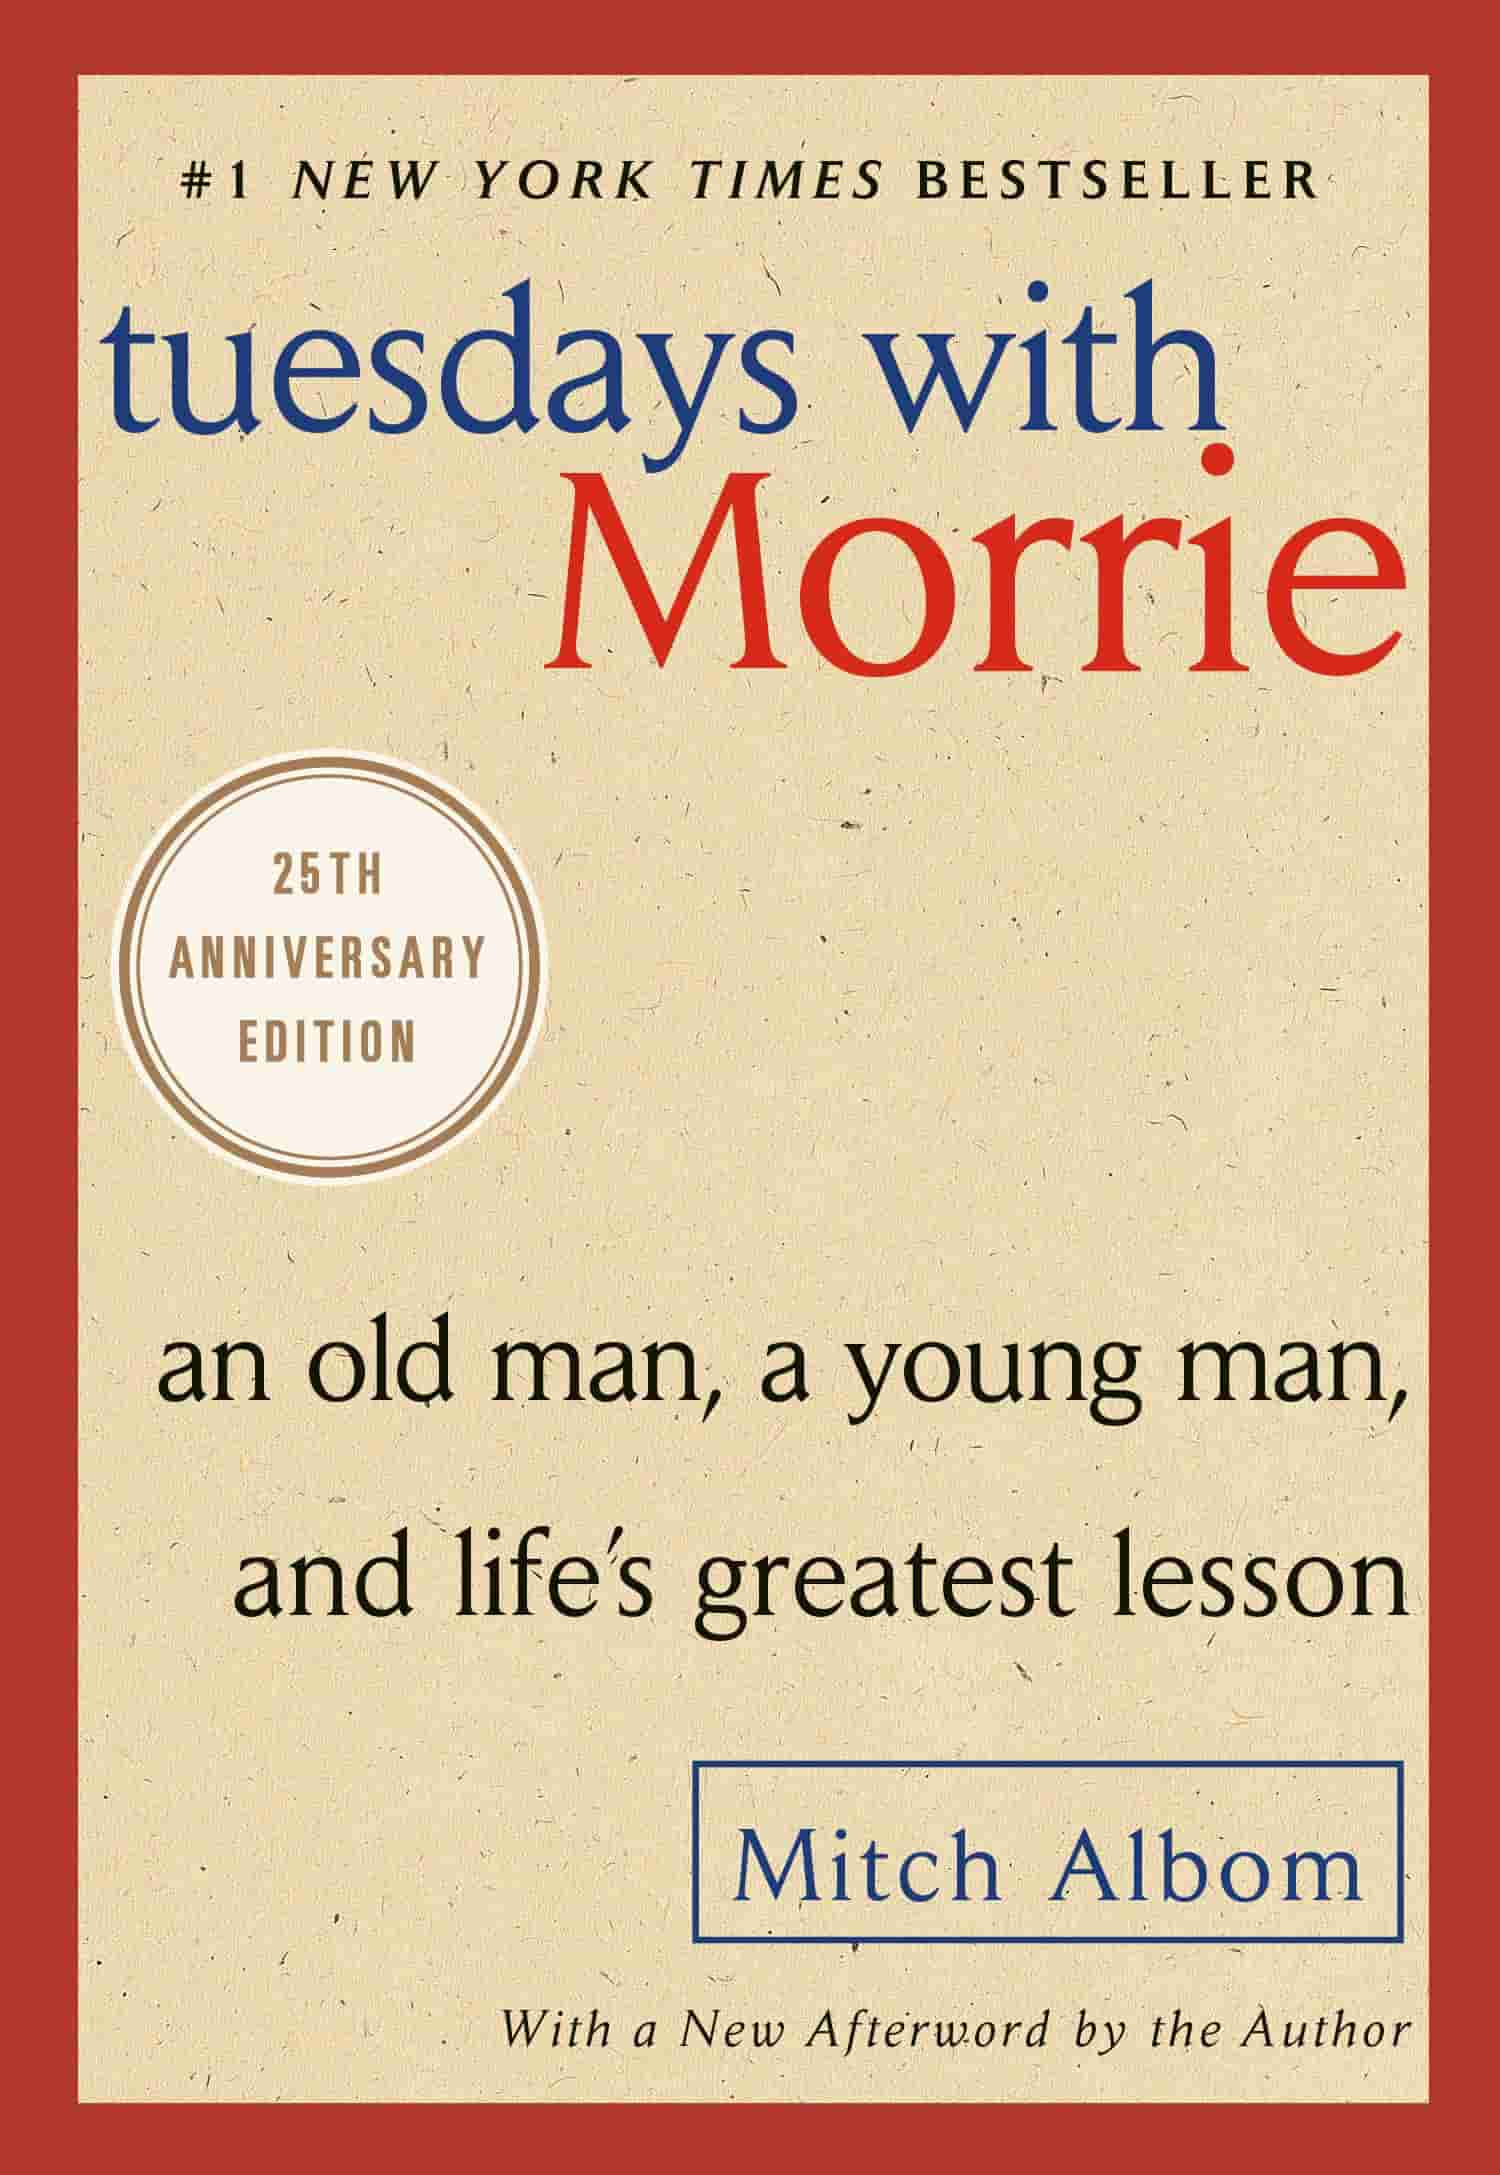 #1 NEW YORK TIMES BESTSELLER
tuesdays with
Morrie
25TH
ANNIVERSARY
EDITION
an old man, a young man,
and life's greatest lesson
Mitch Albom
With a New Afterword by the Author